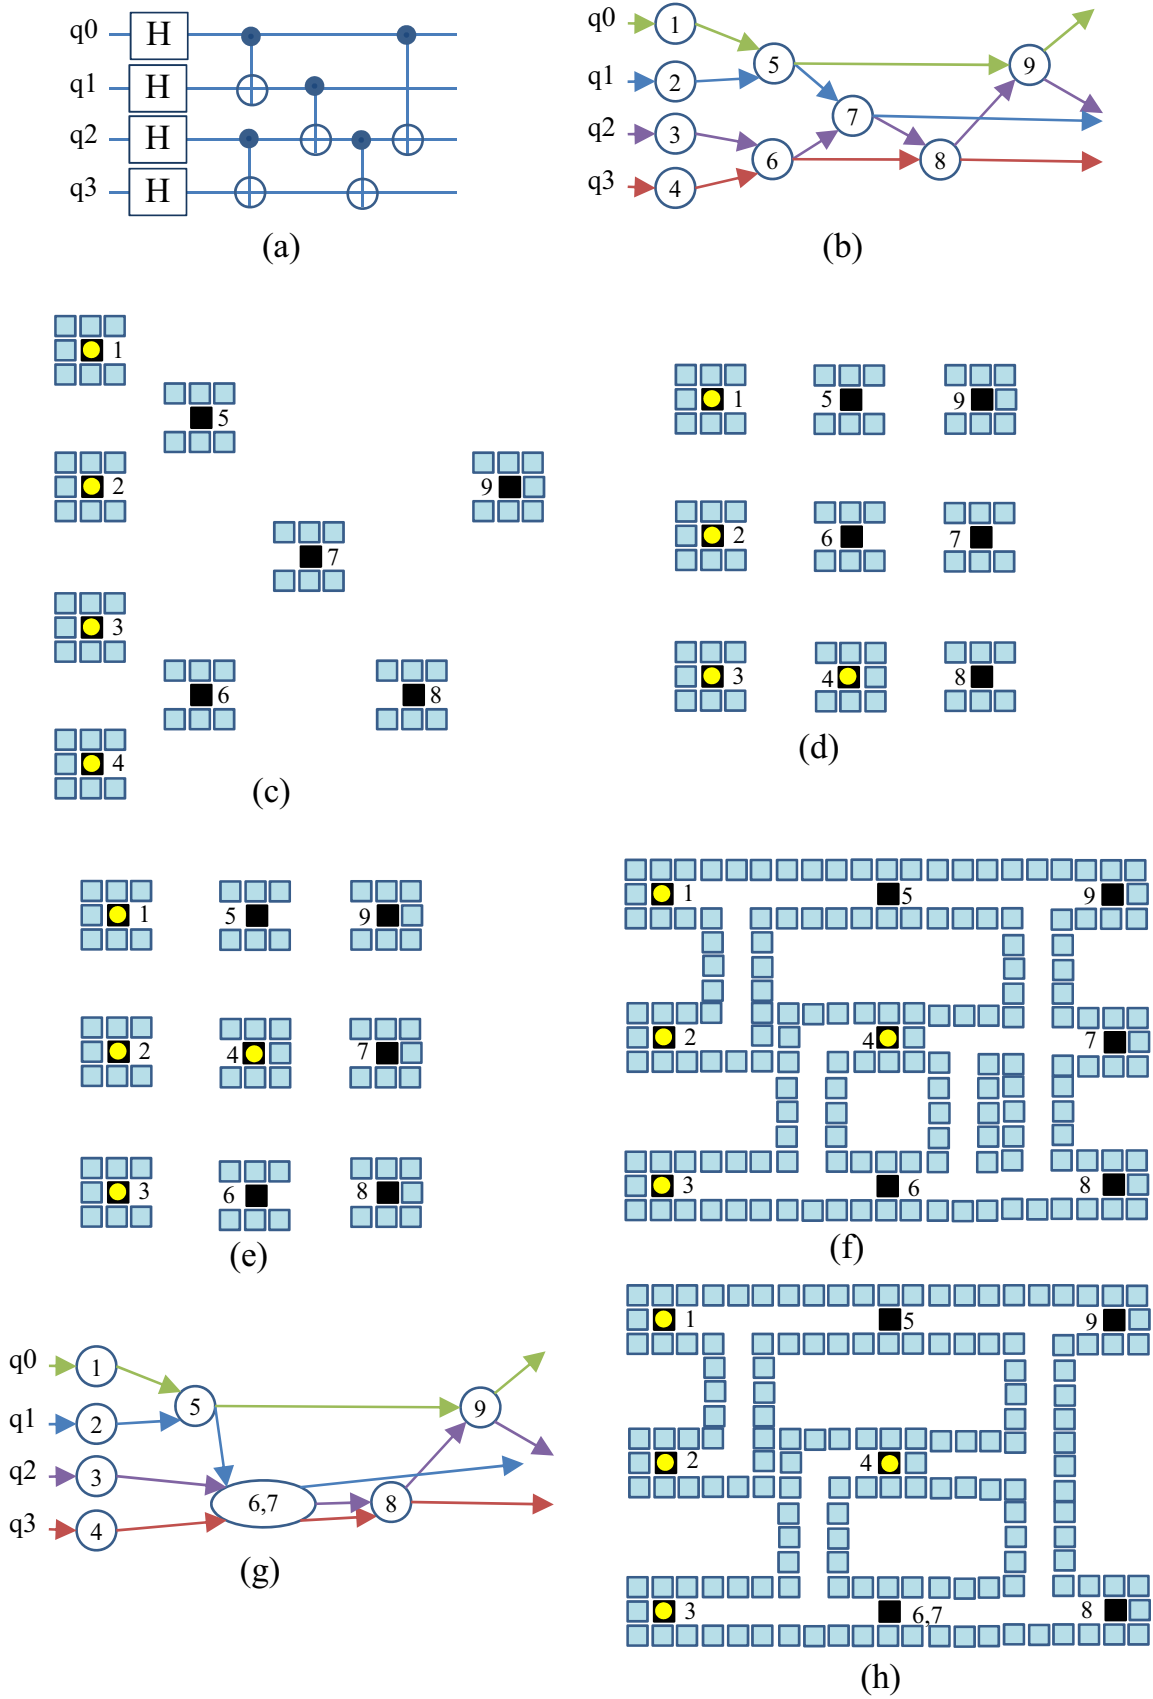 q0 H
q1 H
q2 H
q3 H
(a)
q0 1
q1 2
q2 3
q3 4
5
6
7
8
9
(b)
1
5
2
9
7
3
6
8
4
(c)
1 5 9
2 6 7
3 4 8
(d)
1 5 9
2 4 7
3 6 8
(e)
1 5 9
2 4 7
3 6 8
(f)
q0 1
q1 2
q2 3
q3 4
5
6,7
8
9
(g)
1 5 9
2 4
3 6,7 8
(h)